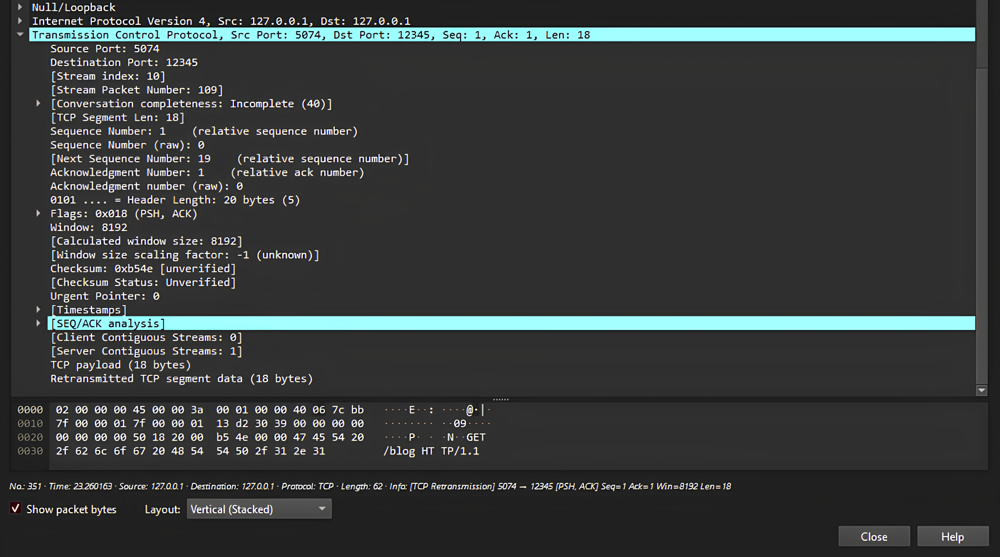 Null/Loopback
Internet Protocol Version 4, Src: 127.0.0.1, Dst: 127.0.0.1
Transmission Control Protocol, Src Port: 5074, Dst Port: 12345, Seq: 1, Ack: 1, Len: 18
Source Port: 5074
Destination Port: 12345
[Stream index: 10]
[Stream Packet Number: 109]
[Conversation completeness: Incomplete (40)]
[TCP Segment Len: 18]
Sequence Number: 1    (relative sequence number)
Sequence Number (raw): 0
[Next Sequence Number: 19    (relative sequence number)]
Acknowledgment Number: 1    (relative ack number)
Acknowledgment number (raw): 0
0101 .... = Header Length: 20 bytes (5)
Flags: 0x018 (PSH, ACK)
Window: 8192
[Calculated window size: 8192]
[Window size scaling factor: -1 (unknown)]
Checksum: 0xb54e [unverified]
[Checksum Status: Unverified]
Urgent Pointer: 0
[Timestamps]
[SEQ/ACK analysis]
[Client Contiguous Streams: 0]
[Server Contiguous Streams: 1]
TCP payload (18 bytes)
Retransmitted TCP segment data (18 bytes)
0000 02 00 00 00 45 00 00 3a 00 01 00 00 40 06 7c bb ····E··: ····@·|·
0010 7f 00 00 01 7f 00 00 01 13 d2 30 39 00 00 00 00 ········ ··09····
0020 00 00 00 00 50 18 20 00 b5 4e 00 00 47 45 54 20 ····P· · ·N··GET
0030 2f 62 6c 6f 67 20 48 54 54 50 2f 31 2e 31 /blog HT TP/1.1
No.: 351 · Time: 23.260163 · Source: 127.0.0.1 · Destination: 127.0.0.1 · Protocol: TCP · Length: 62 · Info: [TCP Retransmission] 5074 → 12345 [PSH, ACK] Seq=1 Ack=1 Win=8192 Len=18
Show packet bytes Layout: Vertical (Stacked)
Close Help